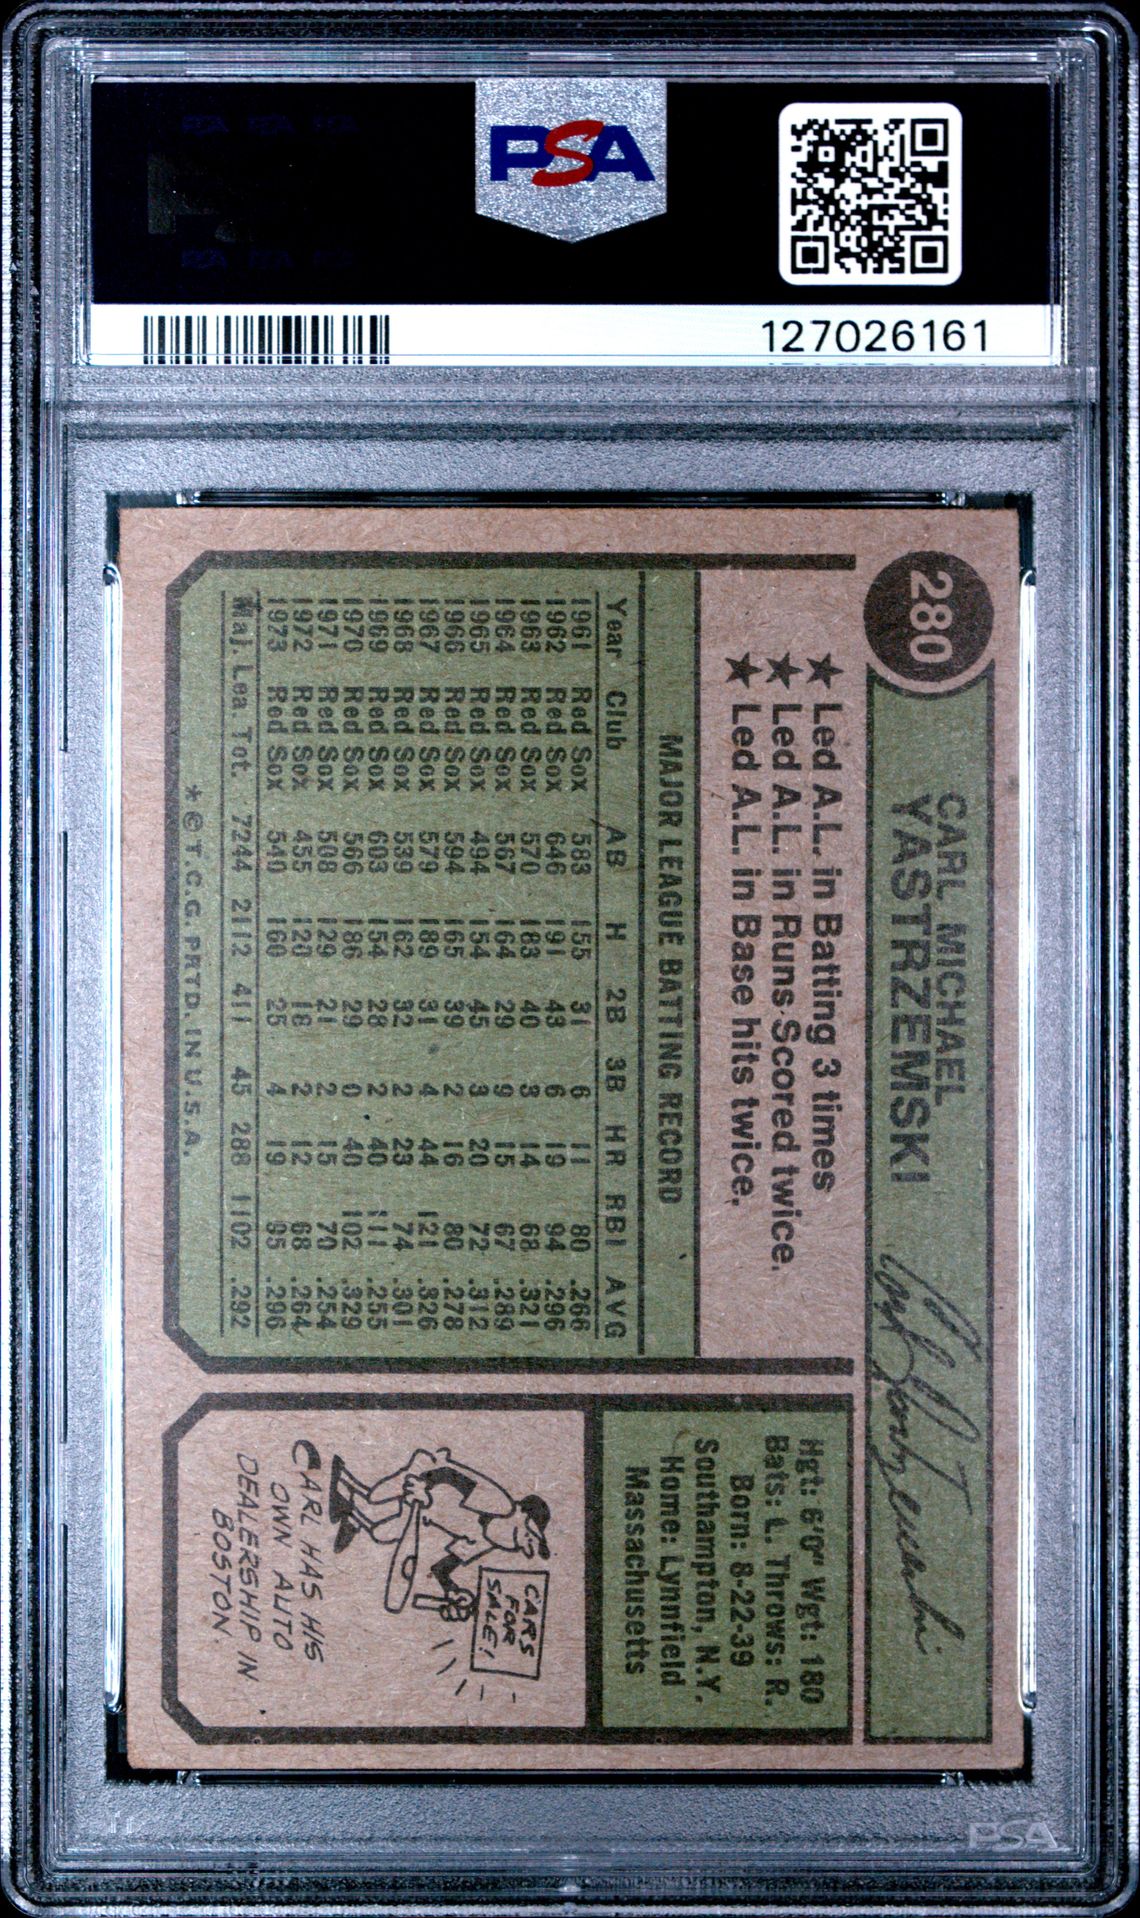 PSA
127026161
280
CARL MICHAEL
YASTRZEMSKI
Carl Yastrzemski
★ Led A.L. in Batting 3 times
★ Led A.L. in Runs Scored twice.
★ Led A.L. in Base hits twice.
MAJOR LEAGUE BATTING RECORD
Year Club AB H 2B 3B HR RBI AVG
1961 Red Sox 583 155 31 6 11 80 .266
1962 Red Sox 646 191 43 6 19 94 .296
1963 Red Sox 570 183 40 3 14 68 .321
1964 Red Sox 567 164 29 9 15 67 .289
1965 Red Sox 494 154 45 3 20 72 .312
1966 Red Sox 594 165 39 2 16 80 .278
1967 Red Sox 579 189 31 4 44 121 .326
1968 Red Sox 539 162 32 2 23 74 .301
1969 Red Sox 603 154 28 2 40 111 .255
1970 Red Sox 566 186 29 0 40 102 .329
1971 Red Sox 508 129 21 2 15 70 .254
1972 Red Sox 455 120 18 2 12 68 .264
1973 Red Sox 540 160 25 4 19 95 .296
Maj. Lea. Tot. 7244 2112 411 45 288 1102 .292
*© T.C.G. PRTD. IN U.S.A.
Hgt: 6'0" Wgt: 180
Bats: L. Throws: R.
Born: 8-22-39
Southampton, N.Y.
Home: Lynnfield
Massachusetts
CARS
FOR
SALE!
CARL HAS HIS
OWN AUTO
DEALERSHIP IN
BOSTON.
PSA